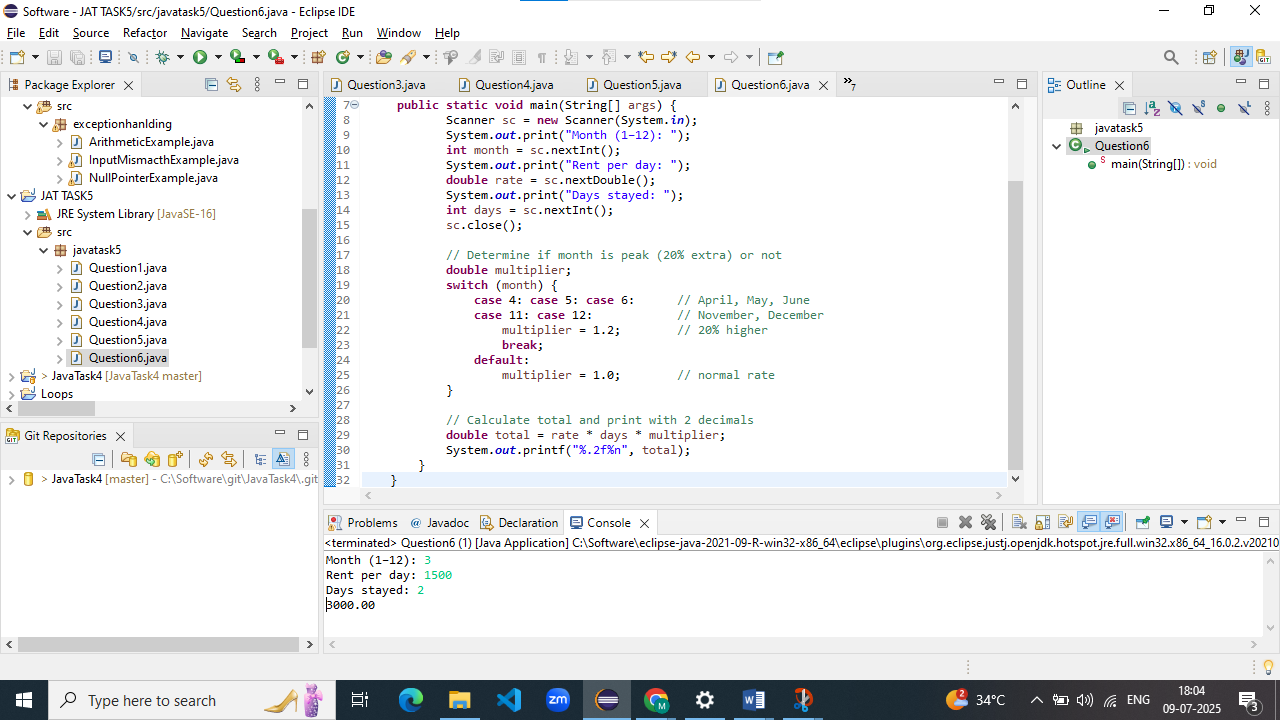 Software - JAT TASK5/src/javatask5/Question6.java - Eclipse IDE
File Edit Source Refactor Navigate Search Project Run Window Help
Package Explorer
src
exceptionhanlding
ArithmeticExample.java
InputMismacthExample.java
NullPointerExample.java
JAT TASK5
JRE System Library [JavaSE-16]
src
javatask5
Question1.java
Question2.java
Question3.java
Question4.java
Question5.java
Question6.java
> JavaTask4 [JavaTask4 master]
Loops
Git Repositories
> JavaTask4 [master] - C:\Software\git\JavaTask4\.git
Question3.java Question4.java Question5.java Question6.java »7
7 public static void main(String[] args) {
8 Scanner sc = new Scanner(System.in);
9 System.out.print("Month (1–12): ");
10 int month = sc.nextInt();
11 System.out.print("Rent per day: ");
12 double rate = sc.nextDouble();
13 System.out.print("Days stayed: ");
14 int days = sc.nextInt();
15 sc.close();
16
17 // Determine if month is peak (20% extra) or not
18 double multiplier;
19 switch (month) {
20 case 4: case 5: case 6: // April, May, June
21 case 11: case 12: // November, December
22 multiplier = 1.2; // 20% higher
23 break;
24 default:
25 multiplier = 1.0; // normal rate
26 }
27
28 // Calculate total and print with 2 decimals
29 double total = rate * days * multiplier;
30 System.out.printf("%.2f%n", total);
31 }
32 }
Outline
javatask5
Question6
main(String[]) : void
Problems @ Javadoc Declaration Console
<terminated> Question6 (1) [Java Application] C:\Software\eclipse-java-2021-09-R-win32-x86_64\eclipse\plugins\org.eclipse.justj.openjdk.hotspot.jre.full.win32.x86_64_16.0.2.v20210
Month (1–12): 3
Rent per day: 1500
Days stayed: 2
3000.00
Type here to search
zm
M
2
34°C
ENG
18:04
09-07-2025
3